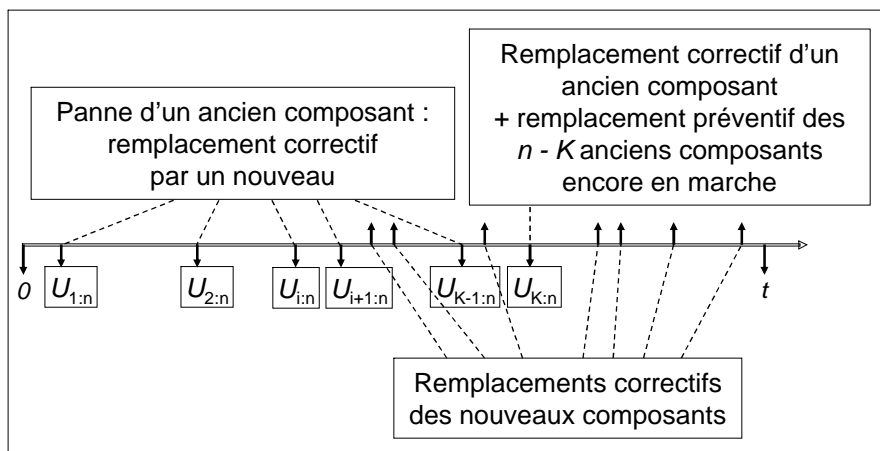 Remplacement correctif d'un
ancien composant
+ remplacement préventif des
n - K anciens composants
encore en marche
Panne d'un ancien composant :
remplacement correctif
par un nouveau
0 U1:n U2:n Ui:n Ui+1:n UK-1:n UK:n t
Remplacements correctifs
des nouveaux composants